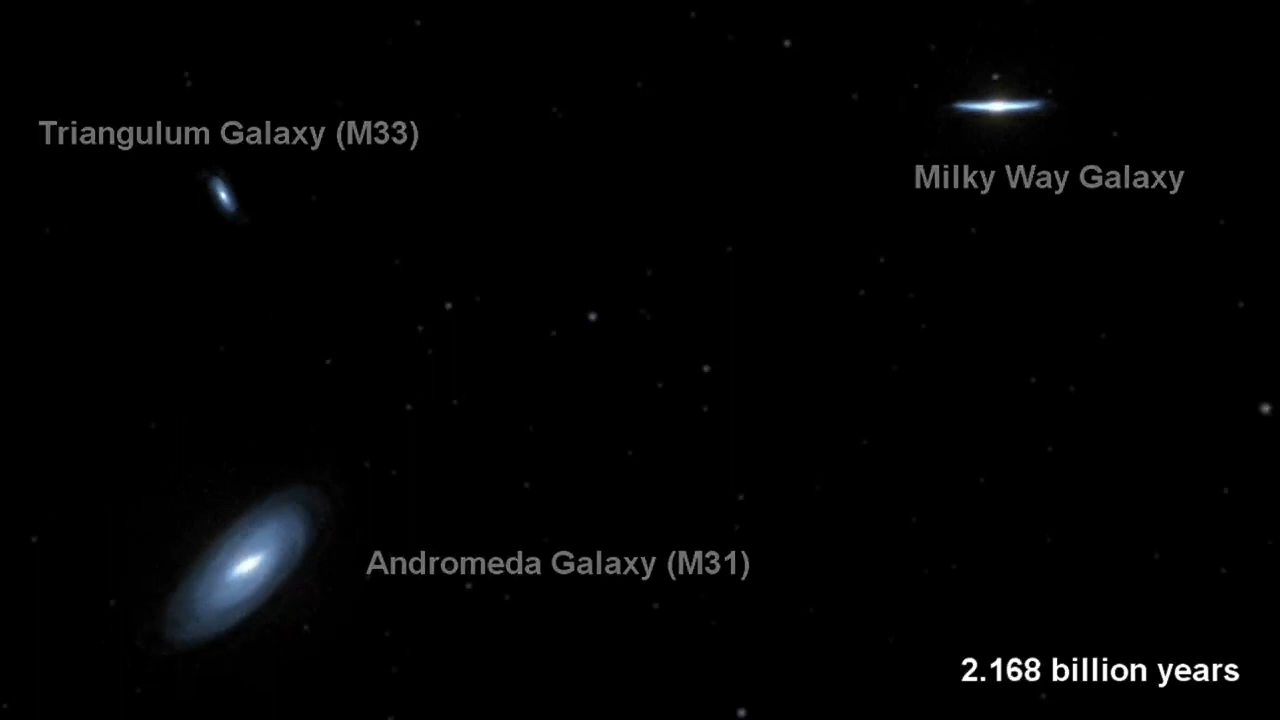 Triangulum Galaxy (M33)
Milky Way Galaxy
Andromeda Galaxy (M31)
2.168 billion years